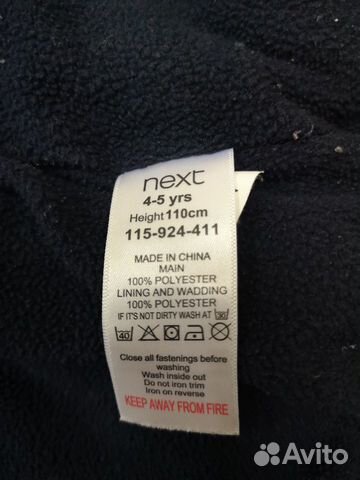 next
4-5 yrs
Height 110cm
115-924-411
MADE IN CHINA
MAIN
100% POLYESTER
LINING AND WADDING
100% POLYESTER
IF IT'S NOT DIRTY WASH AT 30
40
Close all fastenings before
washing
Wash inside out
Do not iron trim
Iron on reverse
KEEP AWAY FROM FIRE
Avito